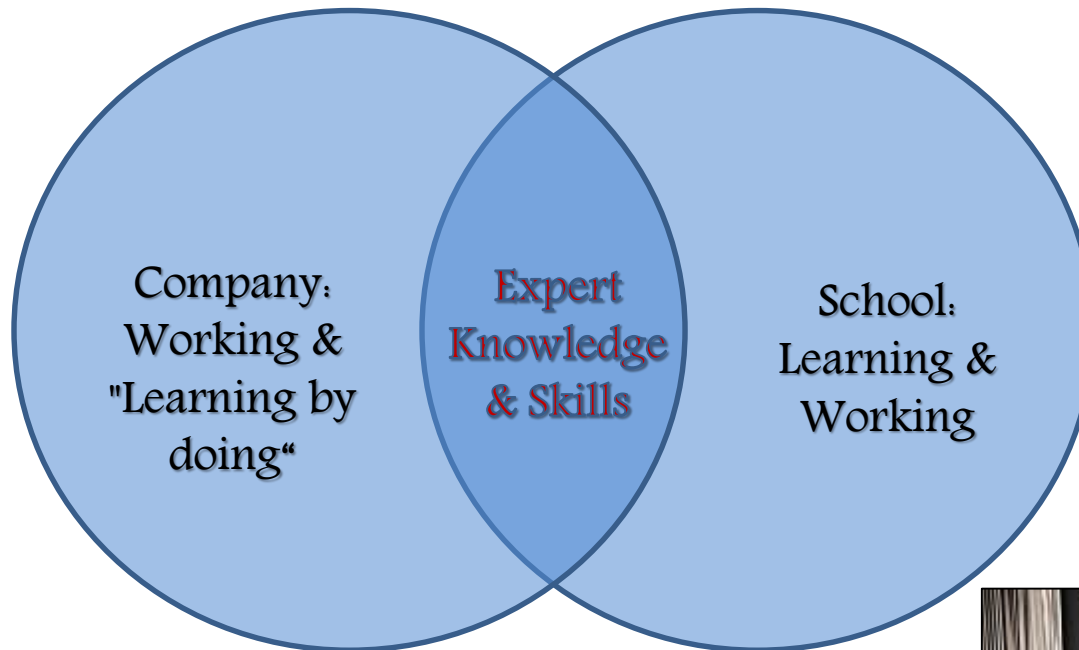 Company:
Working &
"Learning by
doing“
Expert
Knowledge
& Skills
School:
Learning &
Working